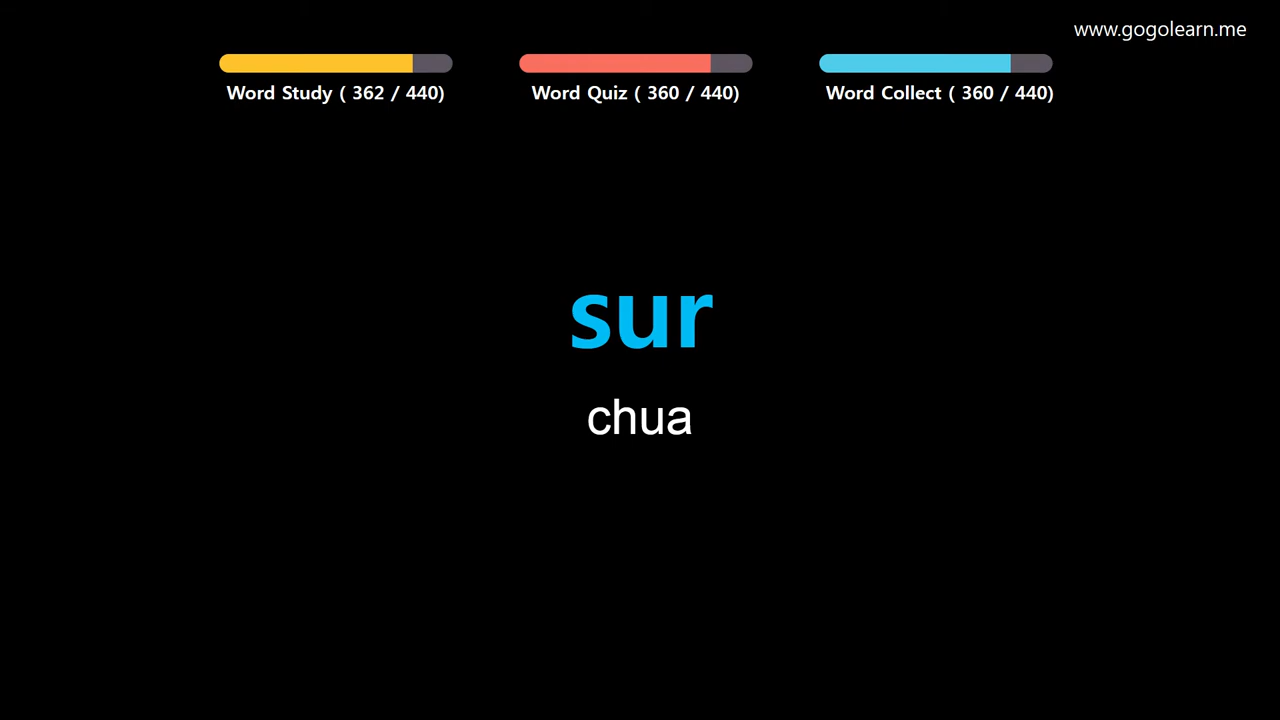 www.gogolearn.me
Word Study ( 362 / 440)
Word Quiz ( 360 / 440)
Word Collect ( 360 / 440)
sur
chua